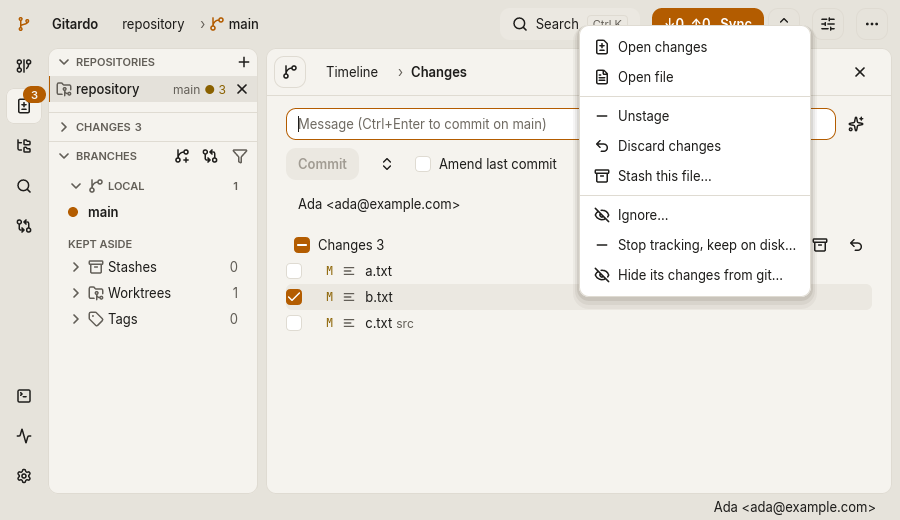 Gitardo repository › main Search Ctrl+K ↓0 ↑0 Sync
REPOSITORIES
repository main 3
3
CHANGES 3
BRANCHES
LOCAL 1
main
KEPT ASIDE
Stashes 0
Worktrees 1
Tags 0
Timeline › Changes
Message (Ctrl+Enter to commit on main)
Commit Amend last commit
Ada <ada@example.com>
Changes 3
M a.txt
M b.txt
M c.txt src
Open changes
Open file
Unstage
Discard changes
Stash this file...
Ignore...
Stop tracking, keep on disk...
Hide its changes from git...
Ada <ada@example.com>